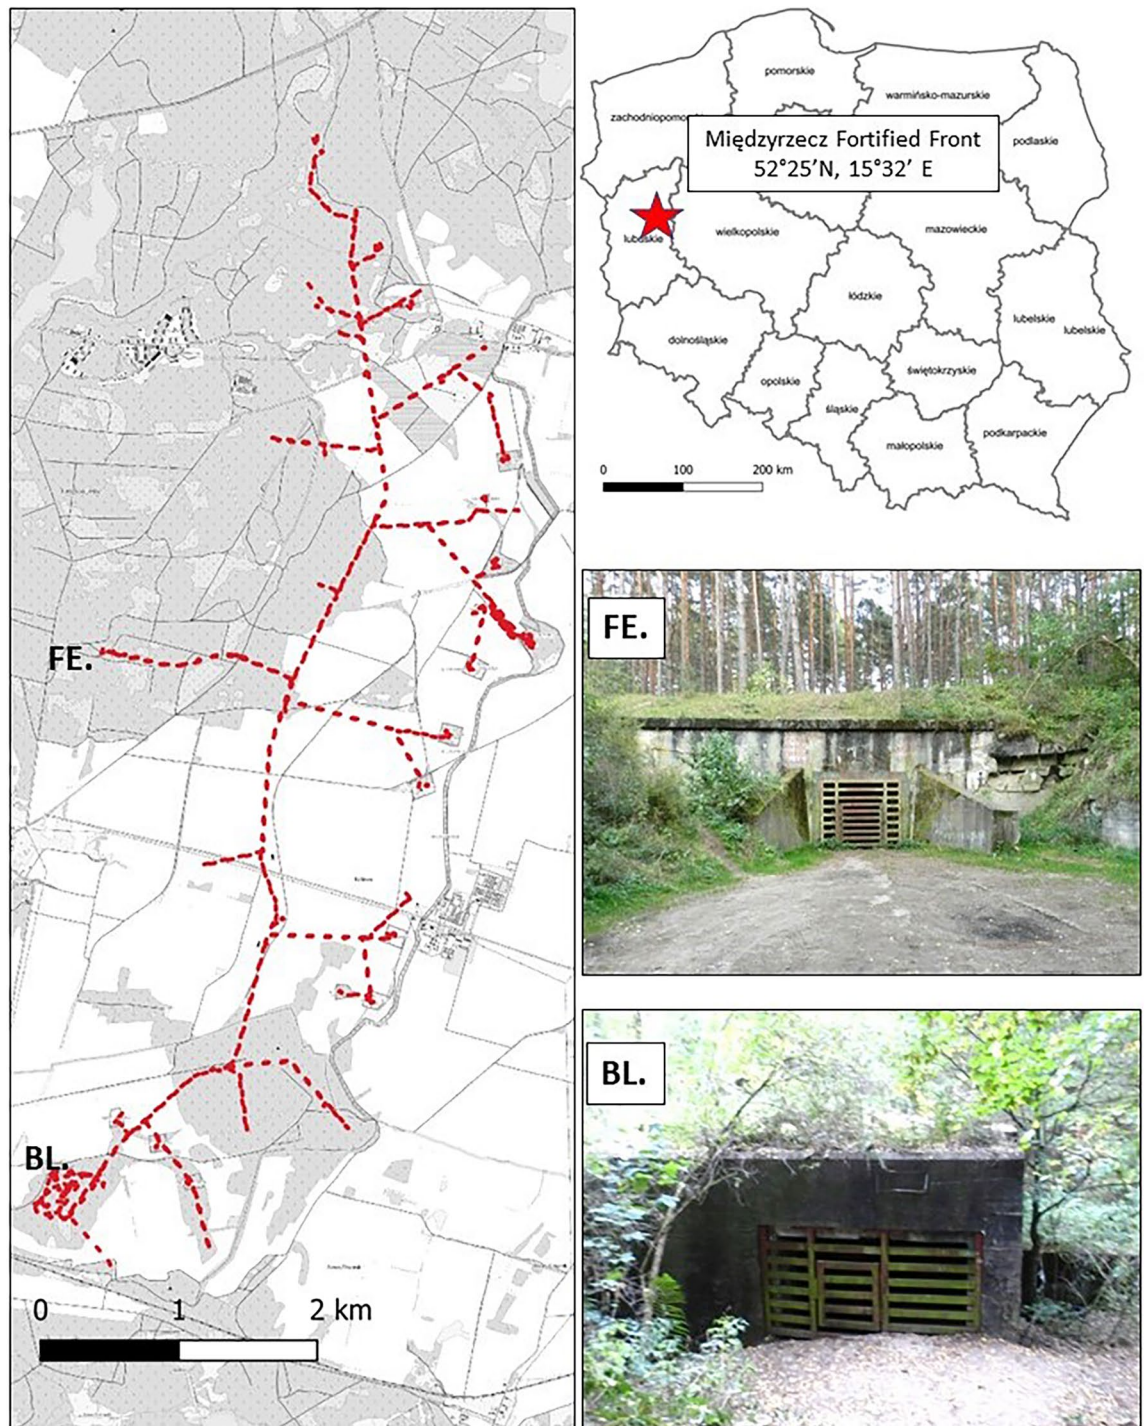 FE.
BL.
0 1 2 km
pomorskie
warmińsko-mazurskie
zachodniopomor
podlaskie
Międzyrzecz Fortified Front
52°25’N, 15°32’ E
lubuskie
wielkopolskie
mazowieckie
łódzkie
lubelskie
lubelskie
dolnośląskie
opolskie
świętokrzyskie
śląskie
małopolskie
podkarpackie
0 100 200 km
FE.
BL.